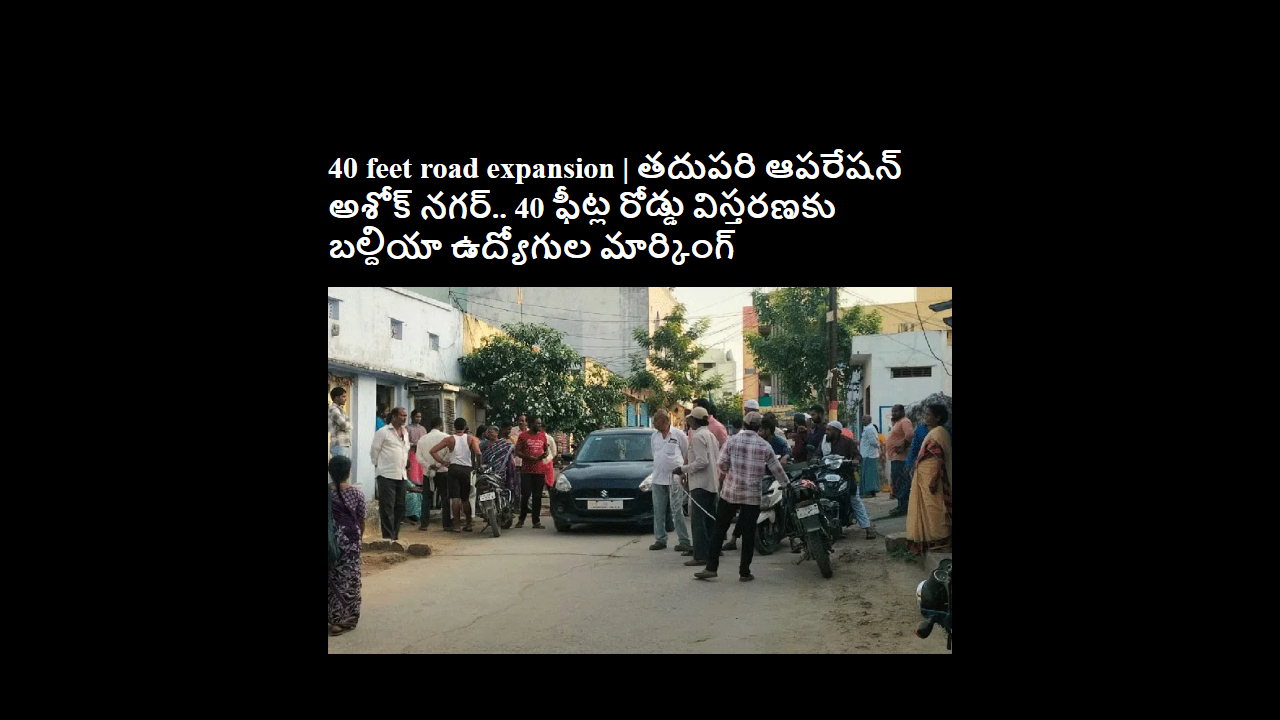 40 feet road expansion | తదుపరి ఆపరేషన్
అశోక్ నగర్.. 40 ఫీట్ల రోడ్డు విస్తరణకు
బల్దియా ఉద్యోగుల మార్కింగ్